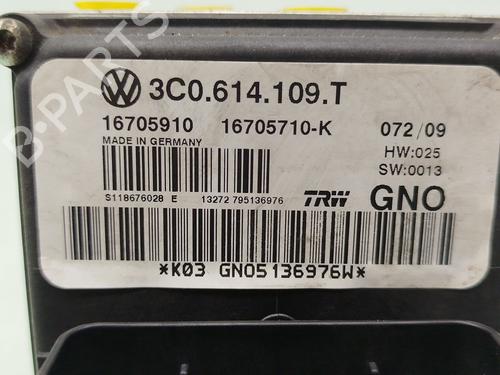 3C0.614.109.T
16705910 16705710-K 072/09
MADE IN GERMANY HW:025
SW:0013
S118676028 E 13272 795136976 TRW GNO
*K03 GNO5136976W*
B-PARTS